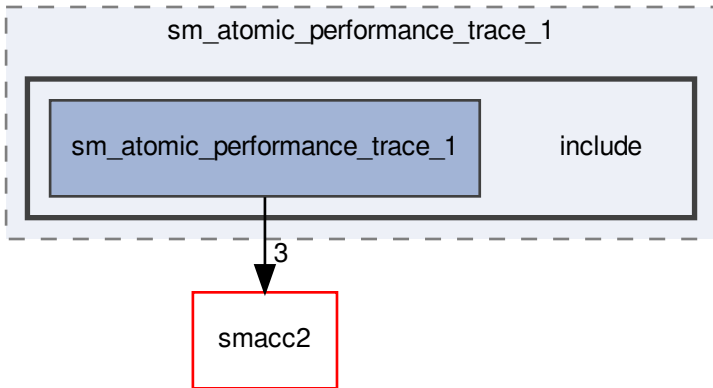 sm_atomic_performance_trace_1
sm_atomic_performance_trace_1
include
3
smacc2